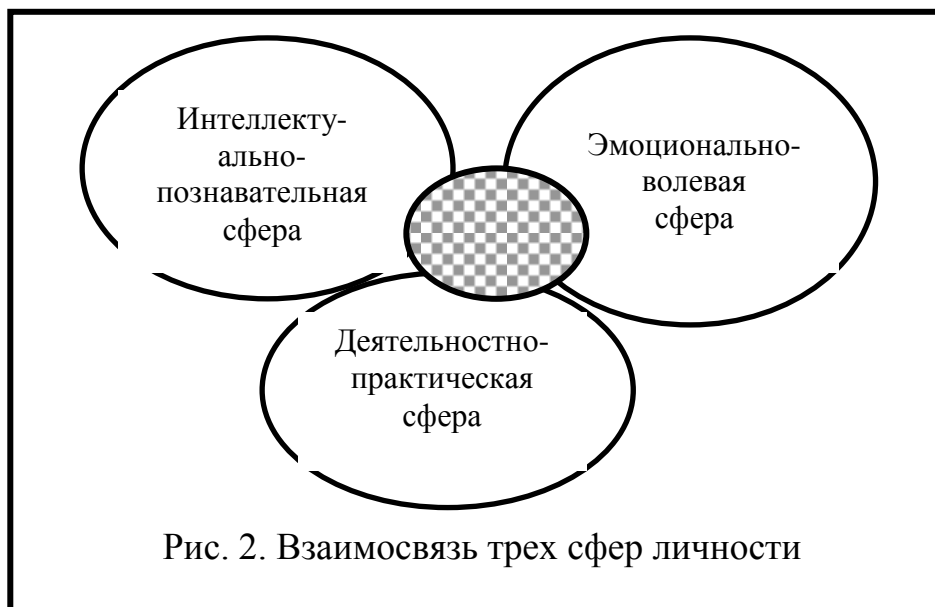 Интеллекту-
ально-
познавательная
сфера
Эмоционально-
волевая
сфера
Деятельностно-
практическая
сфера
Рис. 2. Взаимосвязь трех сфер личности